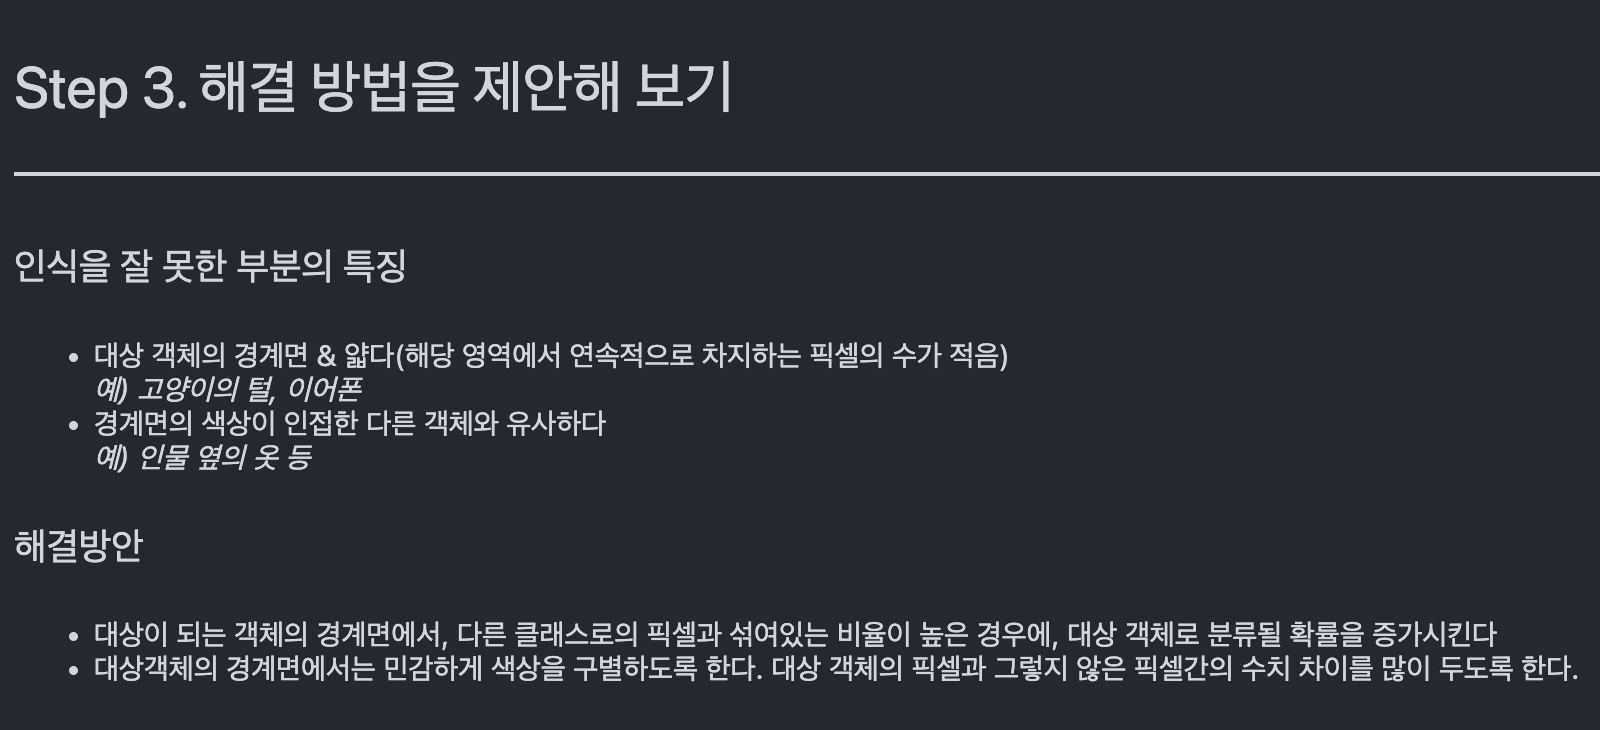 Step 3. 해결 방법을 제안해 보기
인식을 잘 못한 부분의 특징
• 대상 객체의 경계면 & 얇다(해당 영역에서 연속적으로 차지하는 픽셀의 수가 적음)
예) 고양이의 털, 이어폰
• 경계면의 색상이 인접한 다른 객체와 유사하다
예) 인물 옆의 옷 등
해결방안
• 대상이 되는 객체의 경계면에서, 다른 클래스로의 픽셀과 섞여있는 비율이 높은 경우에, 대상 객체로 분류될 확률을 증가시킨다
• 대상객체의 경계면에서는 민감하게 색상을 구별하도록 한다. 대상 객체의 픽셀과 그렇지 않은 픽셀간의 수치 차이를 많이 두도록 한다.